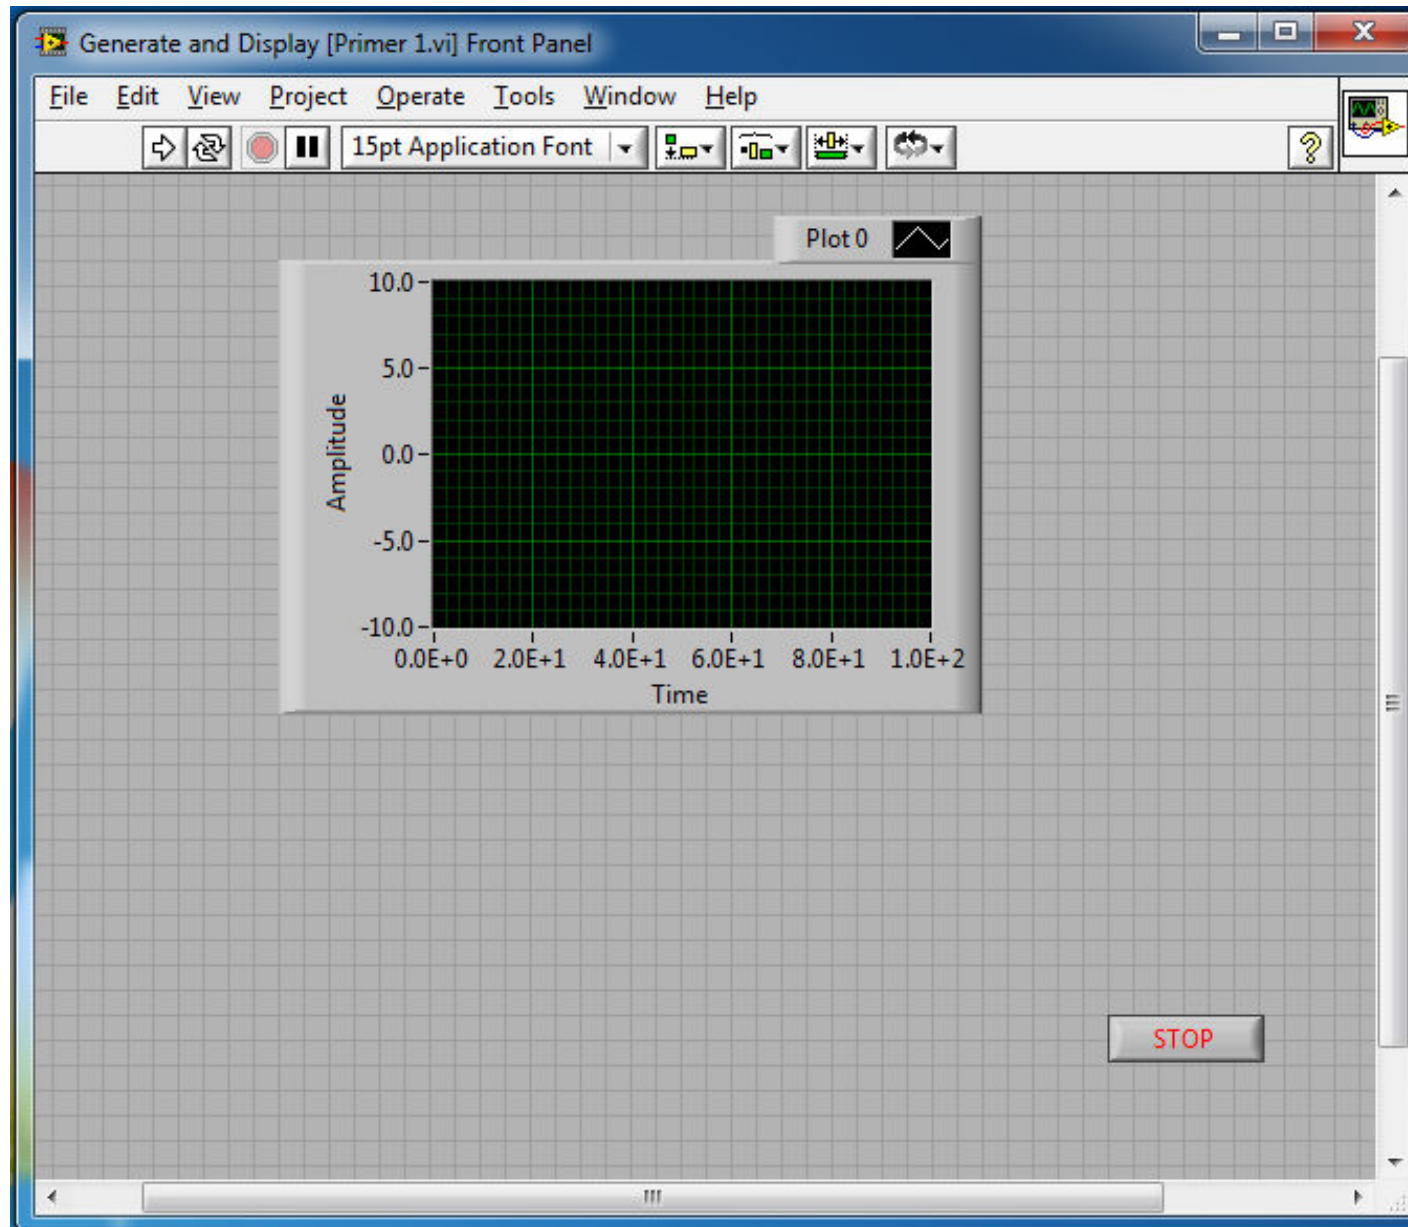 Generate and Display [Primer 1.vi] Front Panel
File Edit View Project Operate Tools Window Help
15pt Application Font
?
Plot 0
10.0
5.0
Amplitude
0.0
-5.0
-10.0
0.0E+0 2.0E+1 4.0E+1 6.0E+1 8.0E+1 1.0E+2
Time
STOP